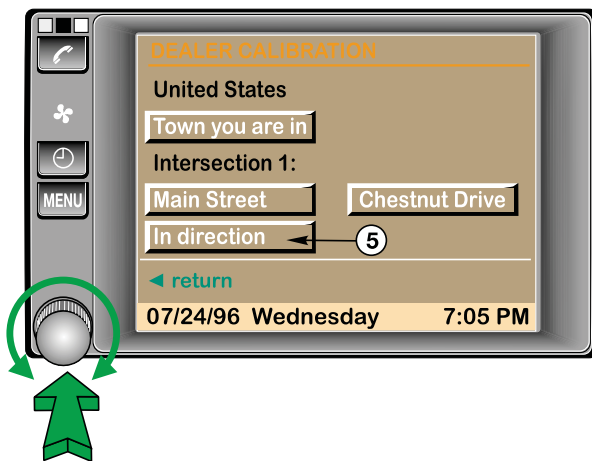 DEALER CALIBRATION
United States
Town you are in
Intersection 1:
Main Street Chestnut Drive
In direction 5
◄ return
07/24/96 Wednesday 7:05 PM
MENU